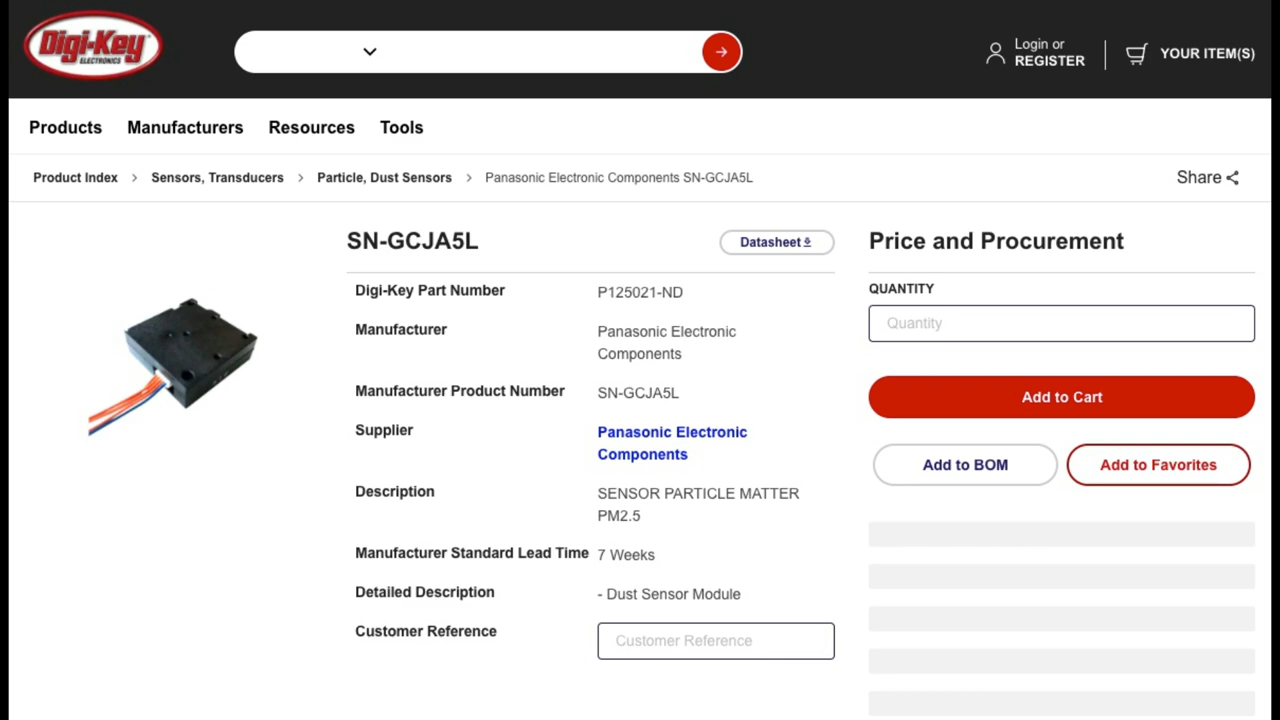 Digi-Key
ELECTRONICS
Login or
REGISTER
YOUR ITEM(S)
Products Manufacturers Resources Tools
Product Index > Sensors, Transducers > Particle, Dust Sensors > Panasonic Electronic Components SN-GCJA5L
Share
SN-GCJA5L
Datasheet
Digi-Key Part Number P125021-ND
Manufacturer Panasonic Electronic
Components
Manufacturer Product Number SN-GCJA5L
Supplier Panasonic Electronic
Components
Description SENSOR PARTICLE MATTER
PM2.5
Manufacturer Standard Lead Time 7 Weeks
Detailed Description - Dust Sensor Module
Customer Reference Customer Reference
Price and Procurement
QUANTITY
Quantity
Add to Cart
Add to BOM Add to Favorites